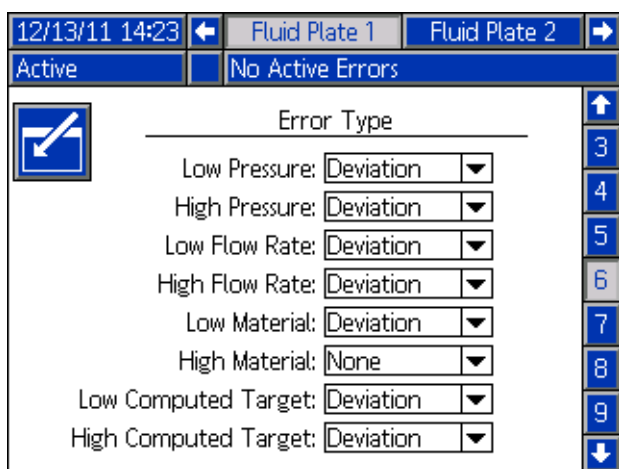 12/13/11 14:23 Fluid Plate 1 Fluid Plate 2
Active No Active Errors
Error Type
3
Low Pressure: Deviation
4
High Pressure: Deviation
5
Low Flow Rate: Deviation
6
High Flow Rate: Deviation
7
Low Material: Deviation
8
High Material: None
9
Low Computed Target: Deviation
High Computed Target: Deviation